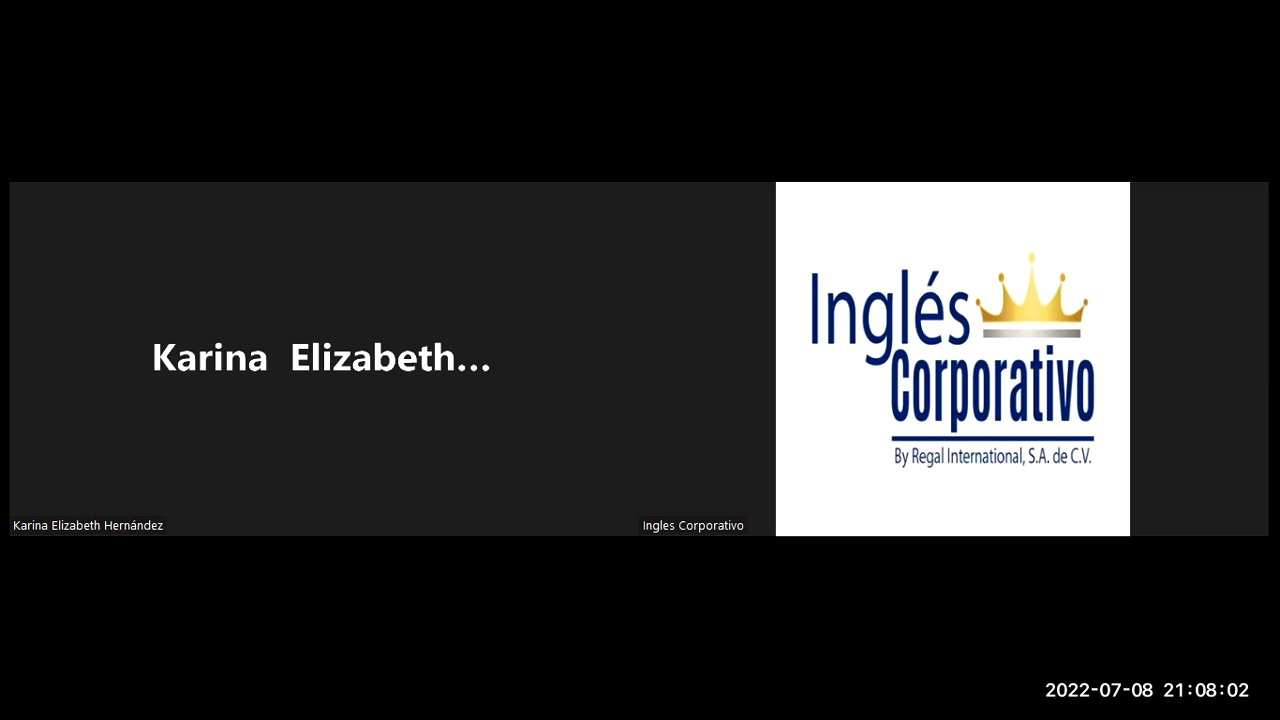 Karina Elizabeth...
Karina Elizabeth Hernández
Ingles Corporativo
Inglés
Corporativo
By Regal International, S.A. de C.V.
2022-07-08 21:08:02